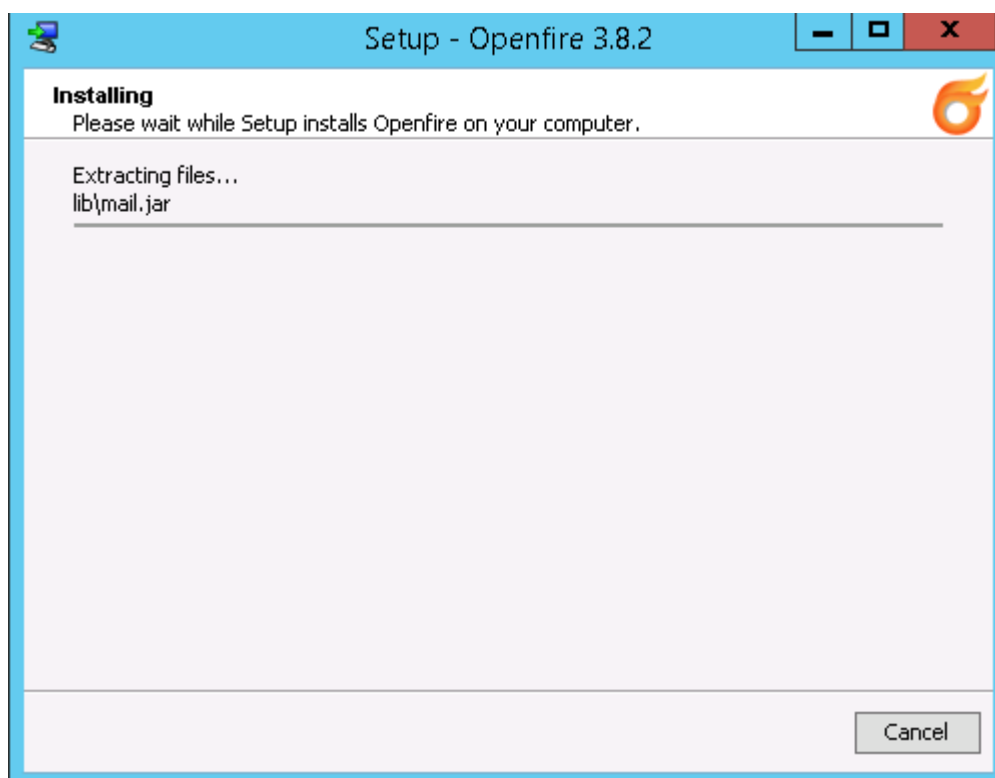 Setup - Openfire 3.8.2
Installing
Please wait while Setup installs Openfire on your computer.
Extracting files...
lib\mail.jar
Cancel